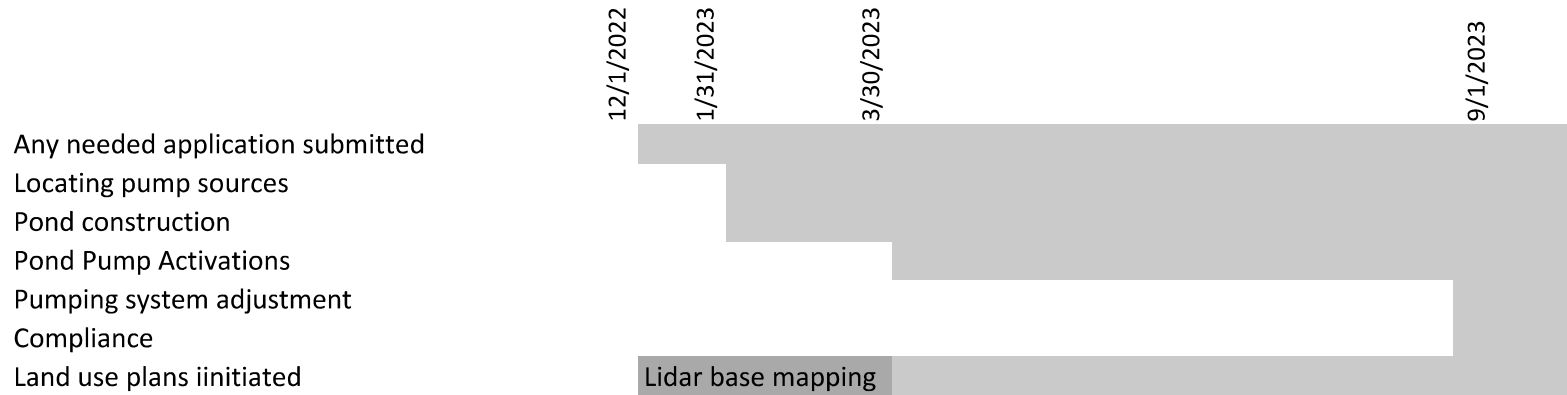 12/1/2022
1/31/2023
3/30/2023
9/1/2023
Any needed application submitted
Locating pump sources
Pond construction
Pond Pump Activations
Pumping system adjustment
Compliance
Land use plans iinitiated
Lidar base mapping